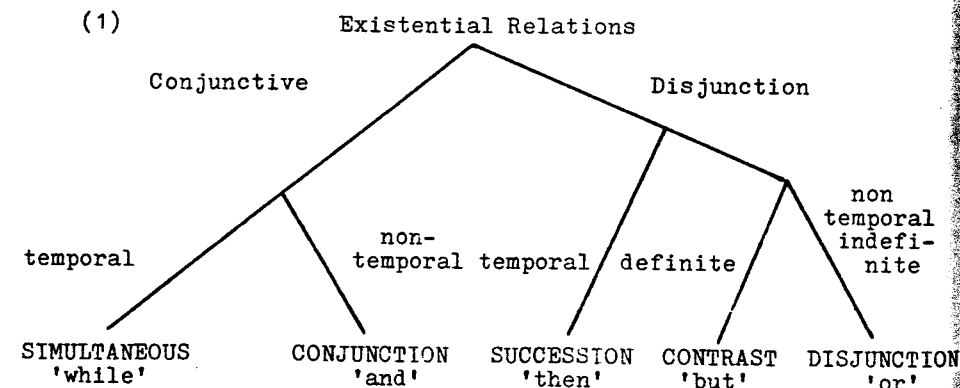 (1)
Existential Relations
Conjunctive
Disjunction
temporal
non-
temporal
temporal
definite
non
temporal
indefi-
nite
SIMULTANEOUS
'while'
CONJUNCTION
'and'
SUCCESSION
'then'
CONTRAST
'but'
DISJUNCTION
'or'